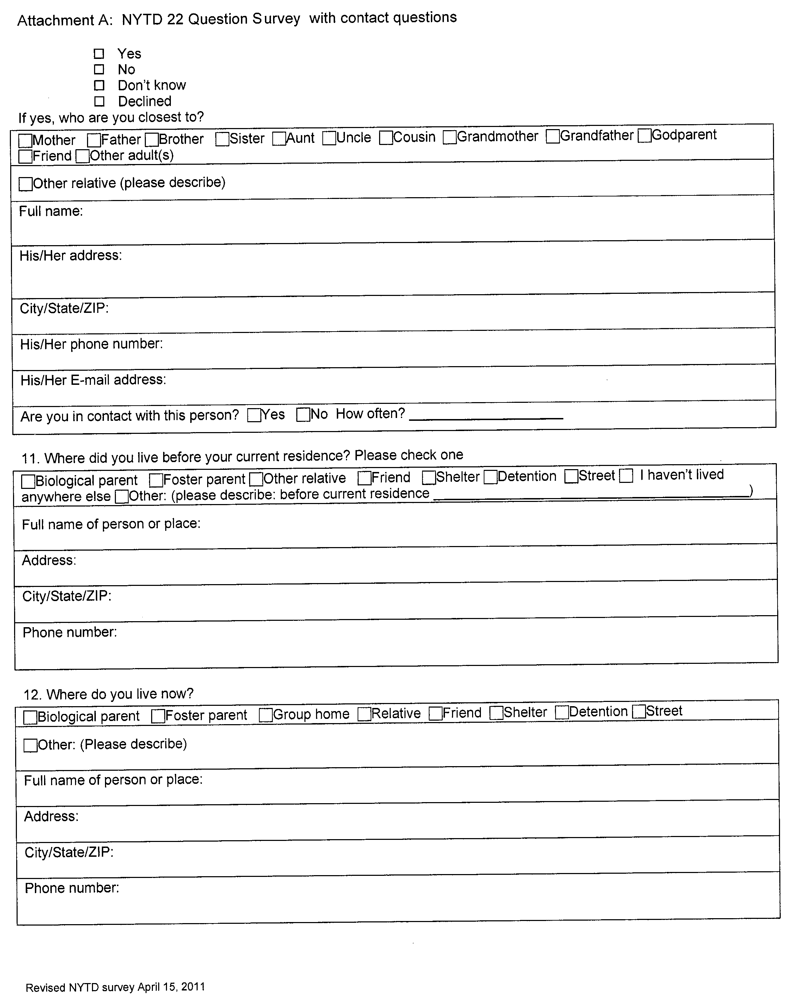 Attachment A: NYTD 22 Question Survey with contact questions
☐ Yes
☐ No
☐ Don't know
☐ Declined
If yes, who are you closest to?
☐Mother ☐Father ☐Brother ☐Sister ☐Aunt ☐Uncle ☐Cousin ☐Grandmother ☐Grandfather ☐Godparent
☐Friend ☐Other adult(s)
☐Other relative (please describe)
Full name:
His/Her address:
City/State/ZIP:
His/Her phone number:
His/Her E-mail address:
Are you in contact with this person? ☐Yes ☐No How often? ____________________
11. Where did you live before your current residence? Please check one
☐Biological parent ☐Foster parent ☐Other relative ☐Friend ☐Shelter ☐Detention ☐Street ☐ I haven't lived
anywhere else ☐Other: (please describe: before current residence ____________________)
Full name of person or place:
Address:
City/State/ZIP:
Phone number:
12. Where do you live now?
☐Biological parent ☐Foster parent ☐Group home ☐Relative ☐Friend ☐Shelter ☐Detention ☐Street
☐Other: (Please describe)
Full name of person or place:
Address:
City/State/ZIP:
Phone number:
Revised NYTD survey April 15, 2011